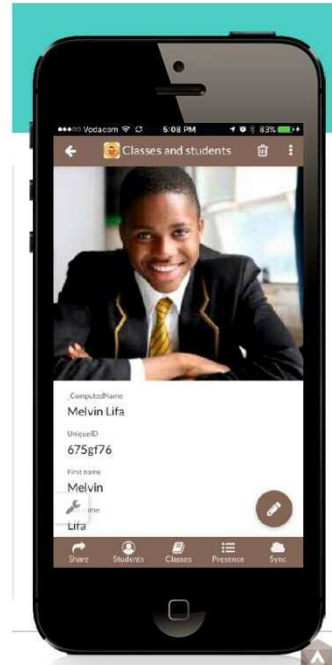 Vodacom 5:08 PM 83%
Classes and students
_ComputedName
Melvin Lifa
UniqueID
675gf76
First name
Melvin
Lifa
Share Students Classes Presence Sync